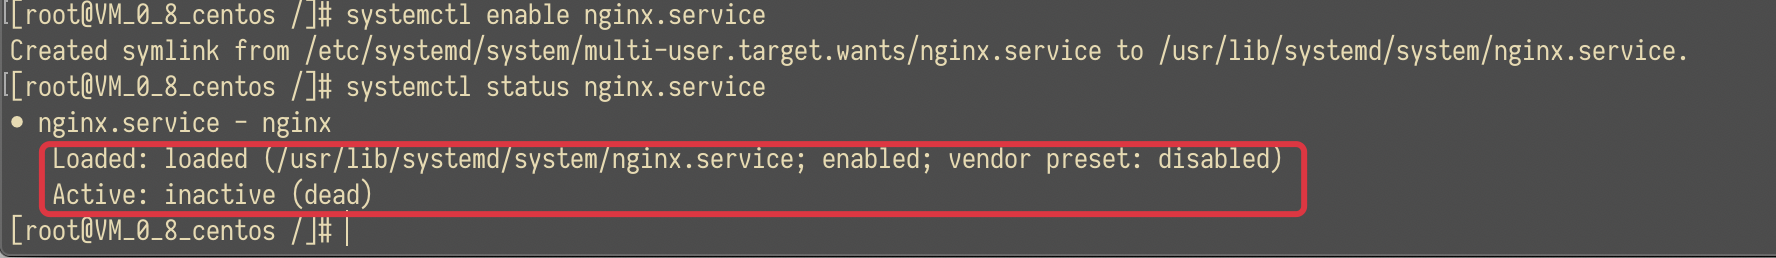 [root@VM_0_8_centos /]# systemctl enable nginx.service
Created symlink from /etc/systemd/system/multi-user.target.wants/nginx.service to /usr/lib/systemd/system/nginx.service.
[root@VM_0_8_centos /]# systemctl status nginx.service
● nginx.service - nginx
   Loaded: loaded (/usr/lib/systemd/system/nginx.service; enabled; vendor preset: disabled)
   Active: inactive (dead)
[root@VM_0_8_centos /]#